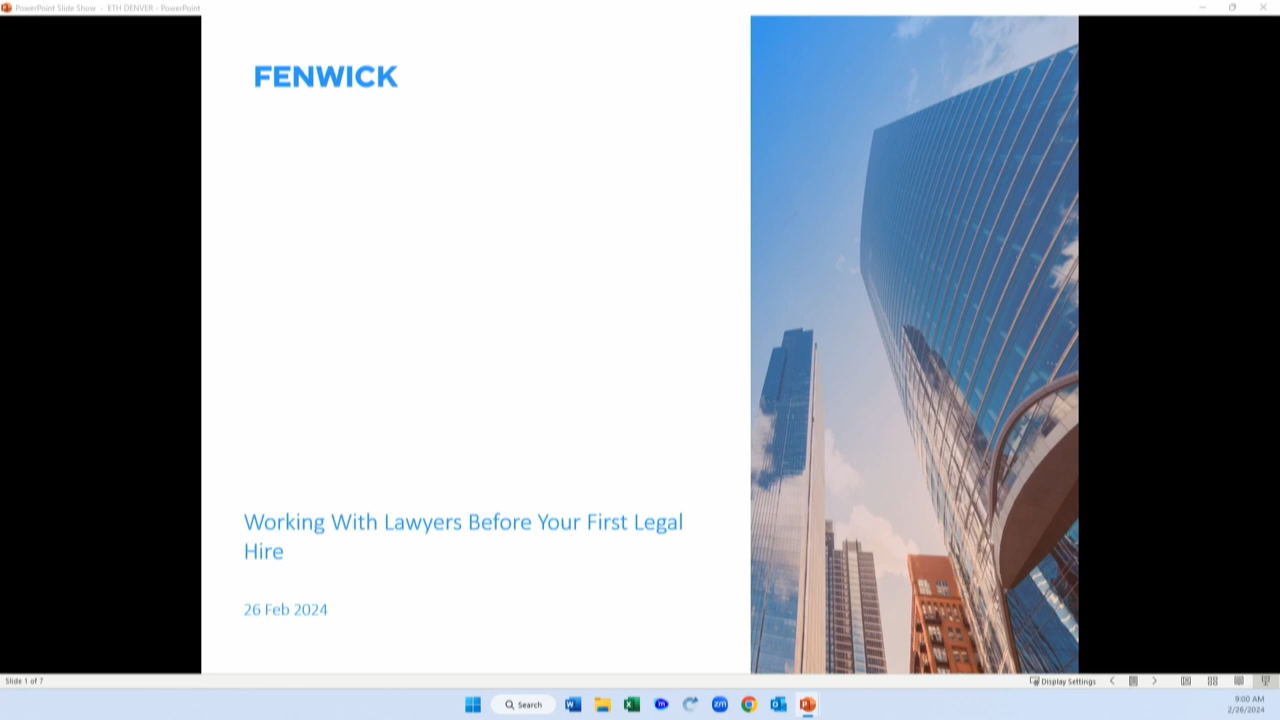 PowerPoint Slide Show - ETH DENVER - PowerPoint
FENWICK
Working With Lawyers Before Your First Legal
Hire
26 Feb 2024
Slide 1 of 7
Display Settings
Search
zm
9:00 AM
2/26/2024